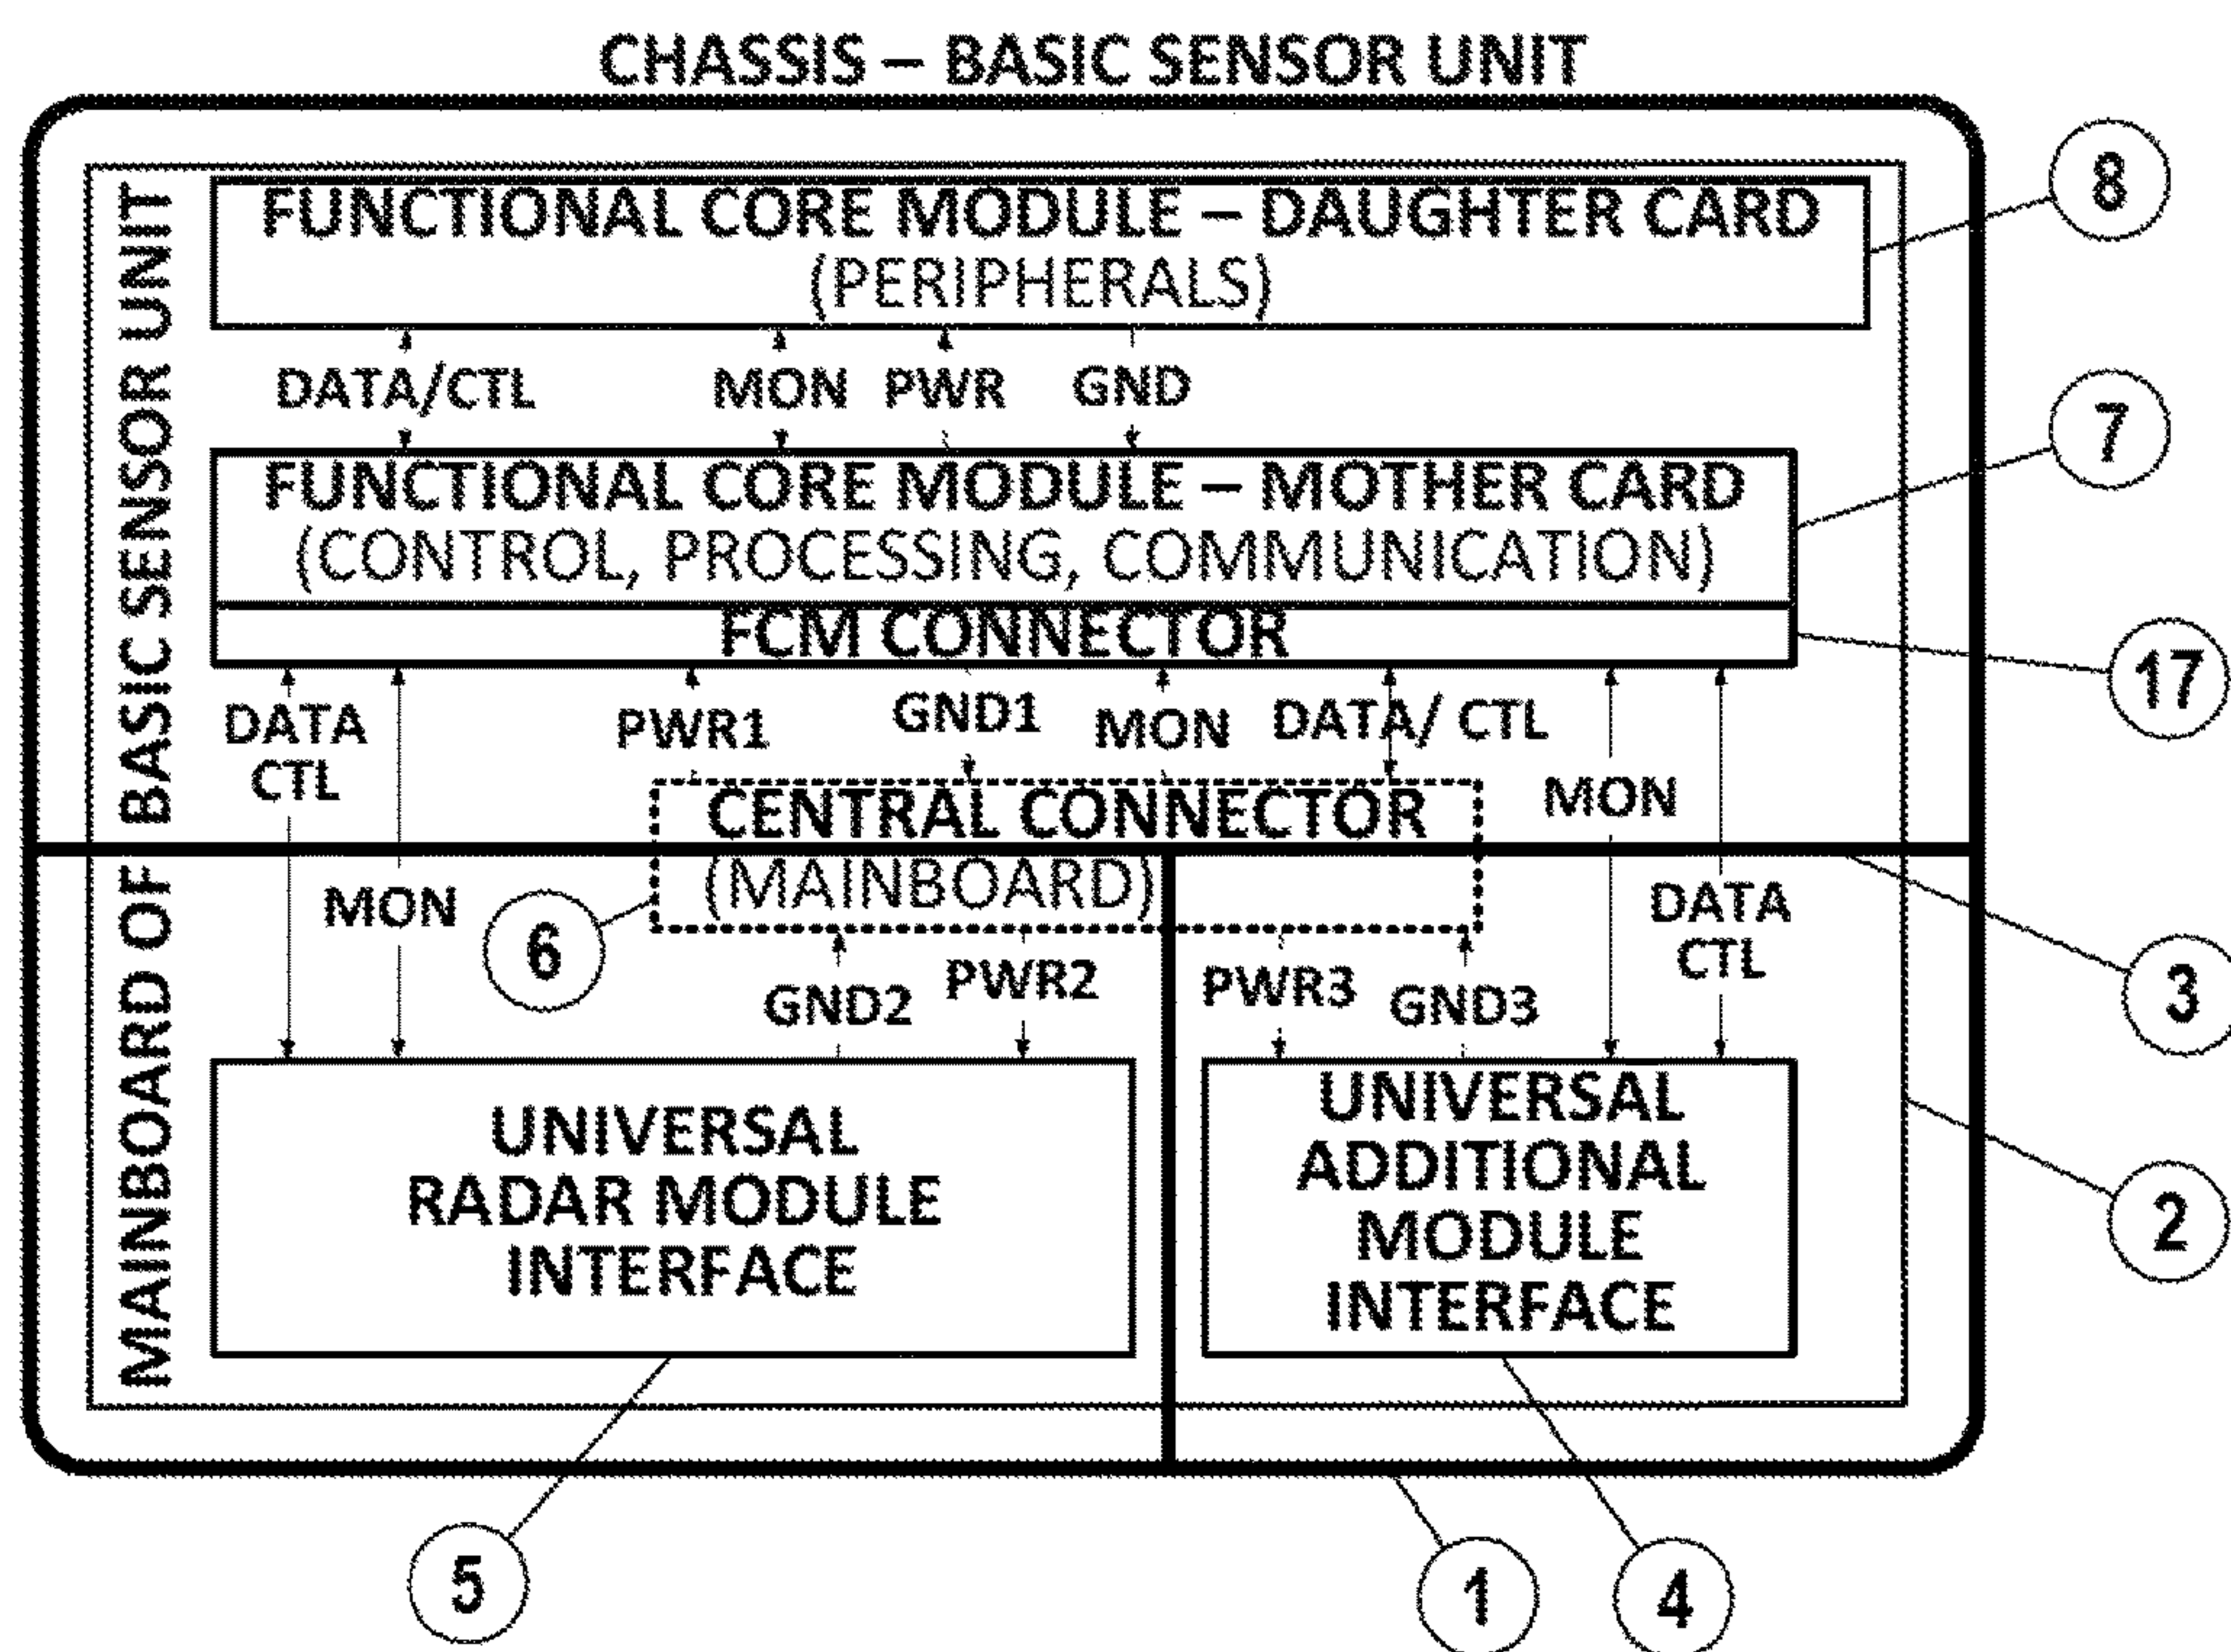 CHASSIS – BASIC SENSOR UNIT
MAINBOARD OF BASIC SENSOR UNIT
FUNCTIONAL CORE MODULE – DAUGHTER CARD
(PERIPHERALS)
8
DATA/CTL MON PWR GND
FUNCTIONAL CORE MODULE – MOTHER CARD
(CONTROL, PROCESSING, COMMUNICATION)
7
FCM CONNECTOR
17
DATA
CTL
MON
PWR1
GND1
MON
DATA/ CTL
MON
DATA
CTL
CENTRAL CONNECTOR
(MAINBOARD)
6
3
GND2
PWR2
PWR3
GND3
2
UNIVERSAL
RADAR MODULE
INTERFACE
UNIVERSAL
ADDITIONAL
MODULE
INTERFACE
5
1
4